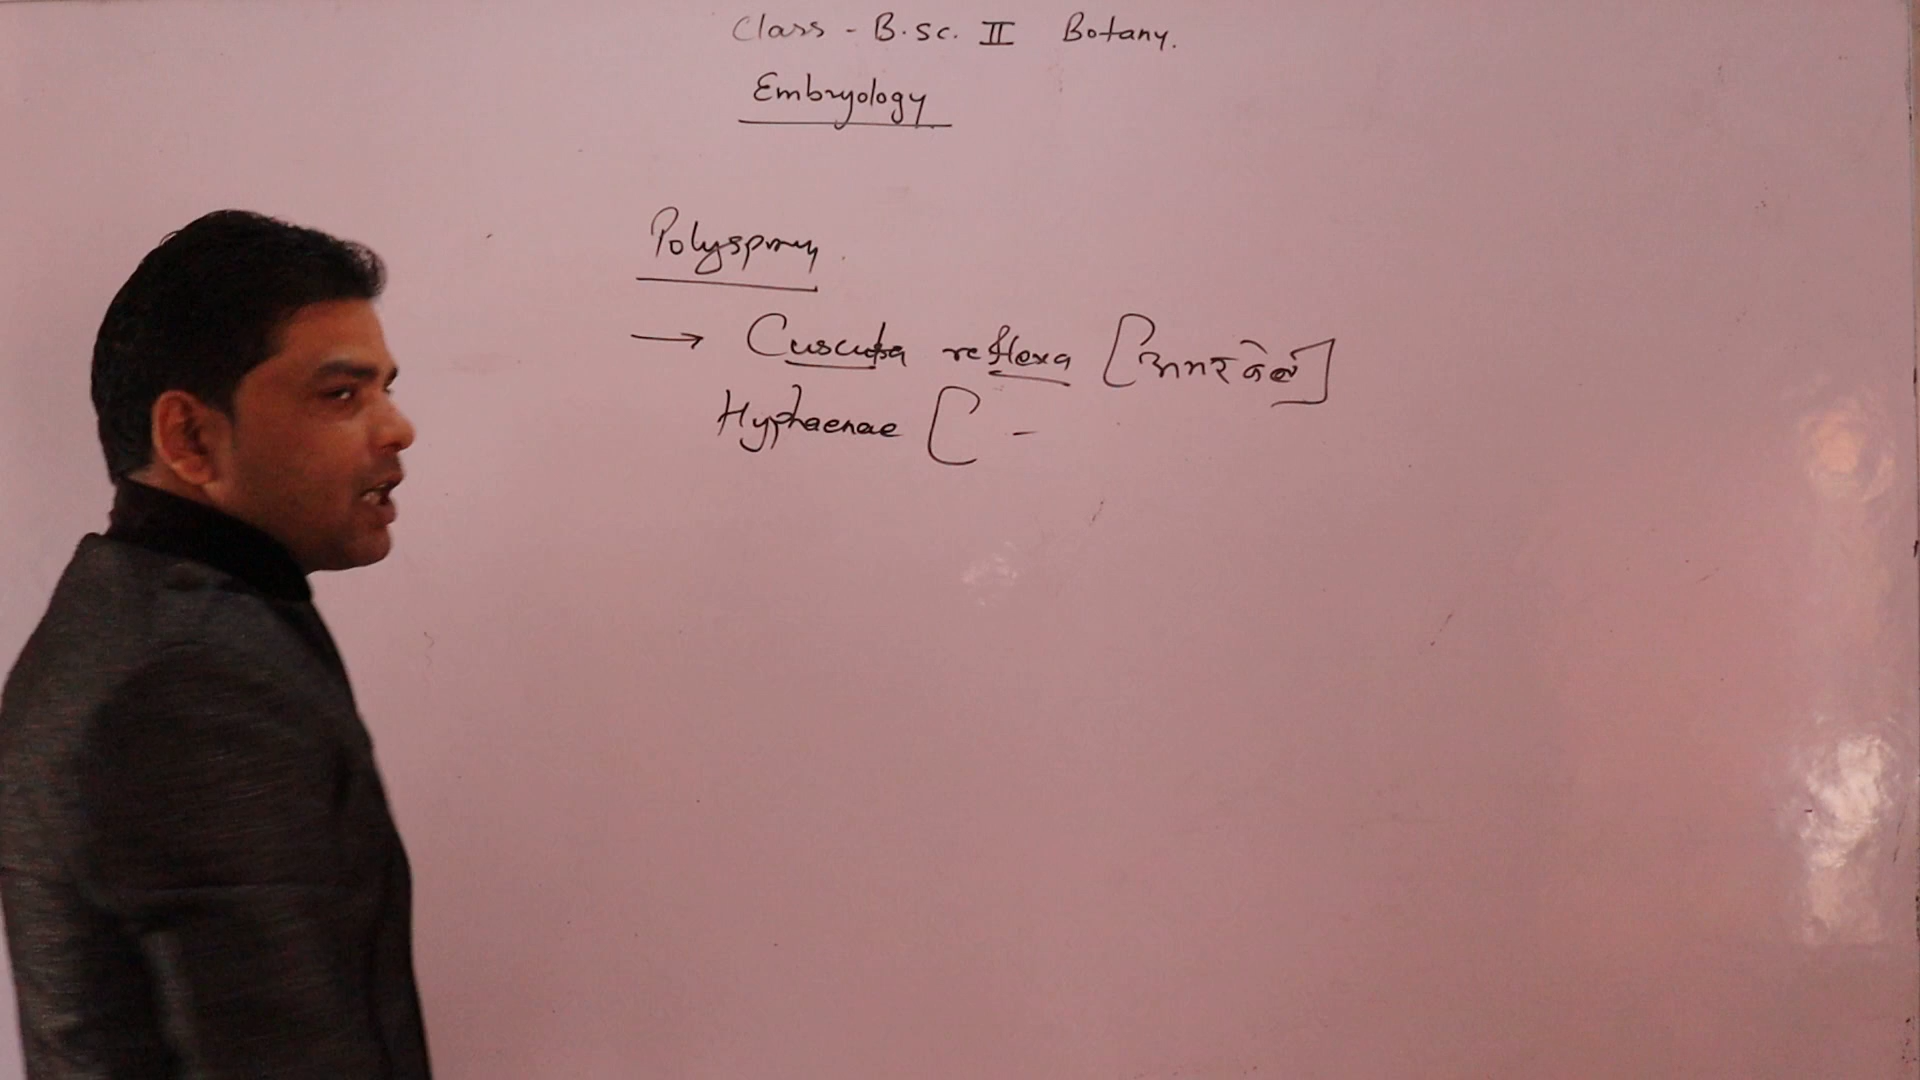 Class - B.Sc. II Botany.
Embryology
Polyspory
→ Cuscuta reflexa [अमरबेल]
Hyphaenae [ -